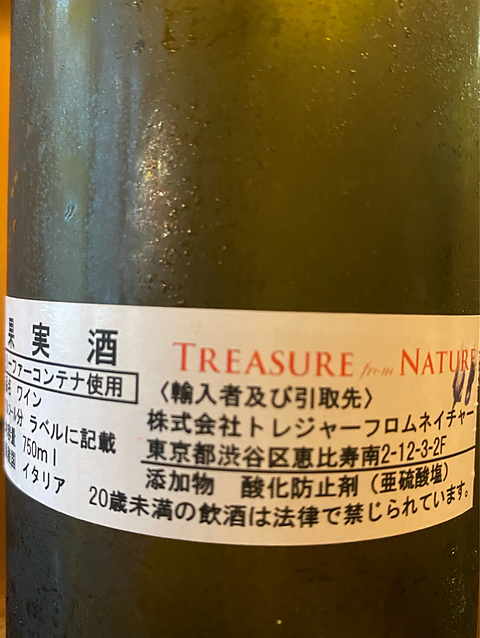 果実酒
TREASURE from NATURE
ーファーコンテナ使用
〈輸入者及び引取先〉
ワイン
株式会社トレジャーフロムネイチャー
ル分 ラベルに記載
東京都渋谷区恵比寿南2-12-3-2F
750ml
添加物 酸化防止剤（亜硫酸塩）
イタリア
20歳未満の飲酒は法律で禁じられています。